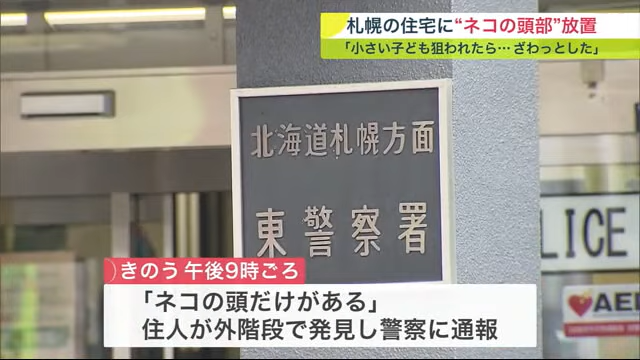 札幌の住宅に“ネコの頭部”放置
「小さい子ども狙われたら…ざわっとした」
北海道札幌方面
東警察署
LICE
AED
きのう 午後9時ごろ
「ネコの頭だけがある」
住人が外階段で発見し警察に通報